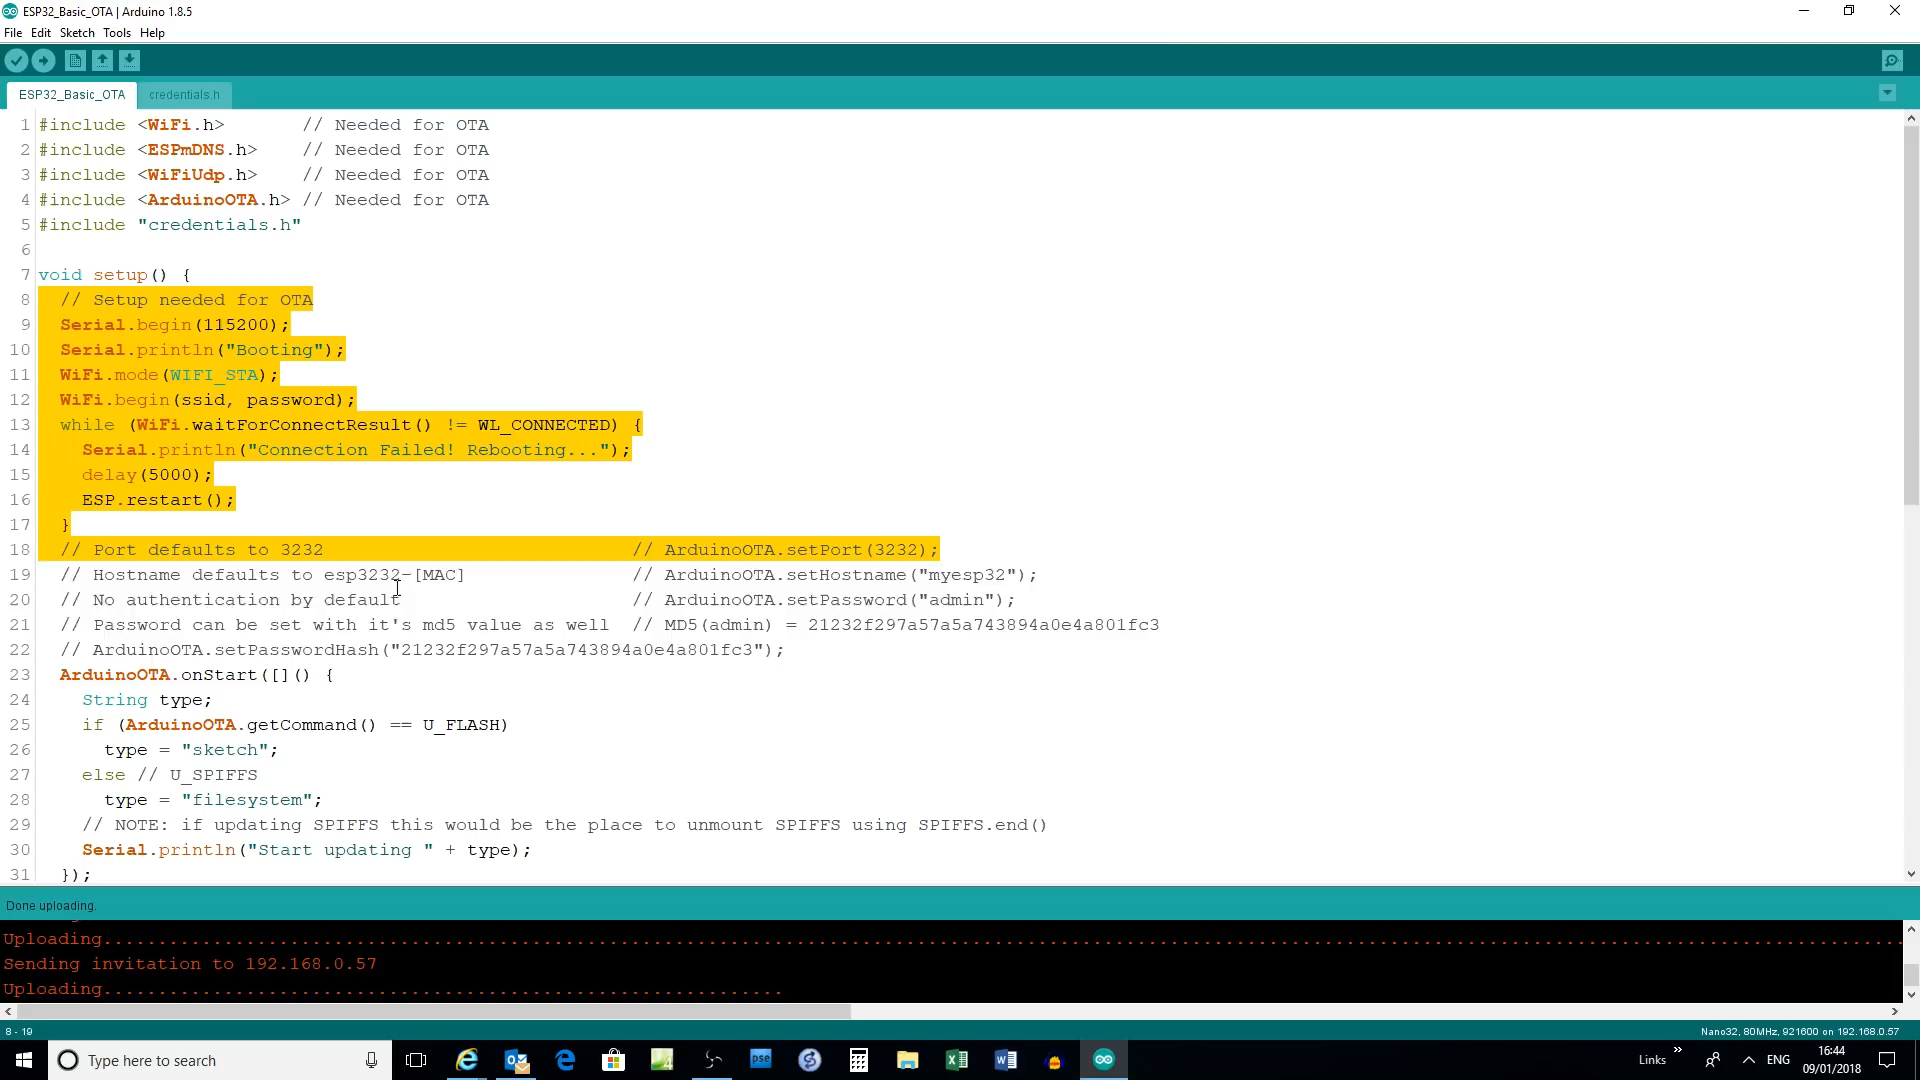 ESP32_Basic_OTA | Arduino 1.8.5
File Edit Sketch Tools Help
ESP32_Basic_OTA credentials.h
1 #include <WiFi.h> // Needed for OTA
2 #include <ESPmDNS.h> // Needed for OTA
3 #include <WiFiUdp.h> // Needed for OTA
4 #include <ArduinoOTA.h> // Needed for OTA
5 #include "credentials.h"
6
7 void setup() {
8 // Setup needed for OTA
9 Serial.begin(115200);
10 Serial.println("Booting");
11 WiFi.mode(WIFI_STA);
12 WiFi.begin(ssid, password);
13 while (WiFi.waitForConnectResult() != WL_CONNECTED) {
14 Serial.println("Connection Failed! Rebooting...");
15 delay(5000);
16 ESP.restart();
17 }
18 // Port defaults to 3232 // ArduinoOTA.setPort(3232);
19 // Hostname defaults to esp3232-[MAC] // ArduinoOTA.setHostname("myesp32");
20 // No authentication by default // ArduinoOTA.setPassword("admin");
21 // Password can be set with it's md5 value as well // MD5(admin) = 21232f297a57a5a743894a0e4a801fc3
22 // ArduinoOTA.setPasswordHash("21232f297a57a5a743894a0e4a801fc3");
23 ArduinoOTA.onStart([]() {
24 String type;
25 if (ArduinoOTA.getCommand() == U_FLASH)
26 type = "sketch";
27 else // U_SPIFFS
28 type = "filesystem";
29 // NOTE: if updating SPIFFS this would be the place to unmount SPIFFS using SPIFFS.end()
30 Serial.println("Start updating " + type);
31 });
Done uploading.
Uploading................................................................................................................................................................
Sending invitation to 192.168.0.57
Uploading..............................................................
8 - 19 Nano32, 80MHz, 921600 on 192.168.0.57
Type here to search pse Links ENG 16:44
09/01/2018